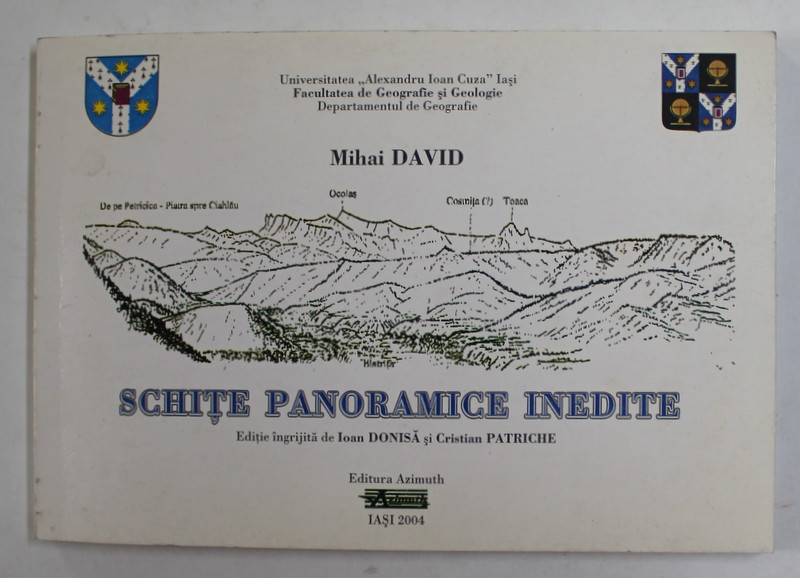 Universitatea „Alexandru Ioan Cuza” Iași
Facultatea de Geografie și Geologie
Departamentul de Geografie
Mihai DAVID
De pe Petricica - Piatra spre Ciahlău
Ocolaș
Cosmița (?)
Toaca
SCHIȚE PANORAMICE INEDITE
Ediție îngrijită de Ioan DONISĂ și Cristian PATRICHE
Editura Azimuth
Azimuth
IAȘI 2004